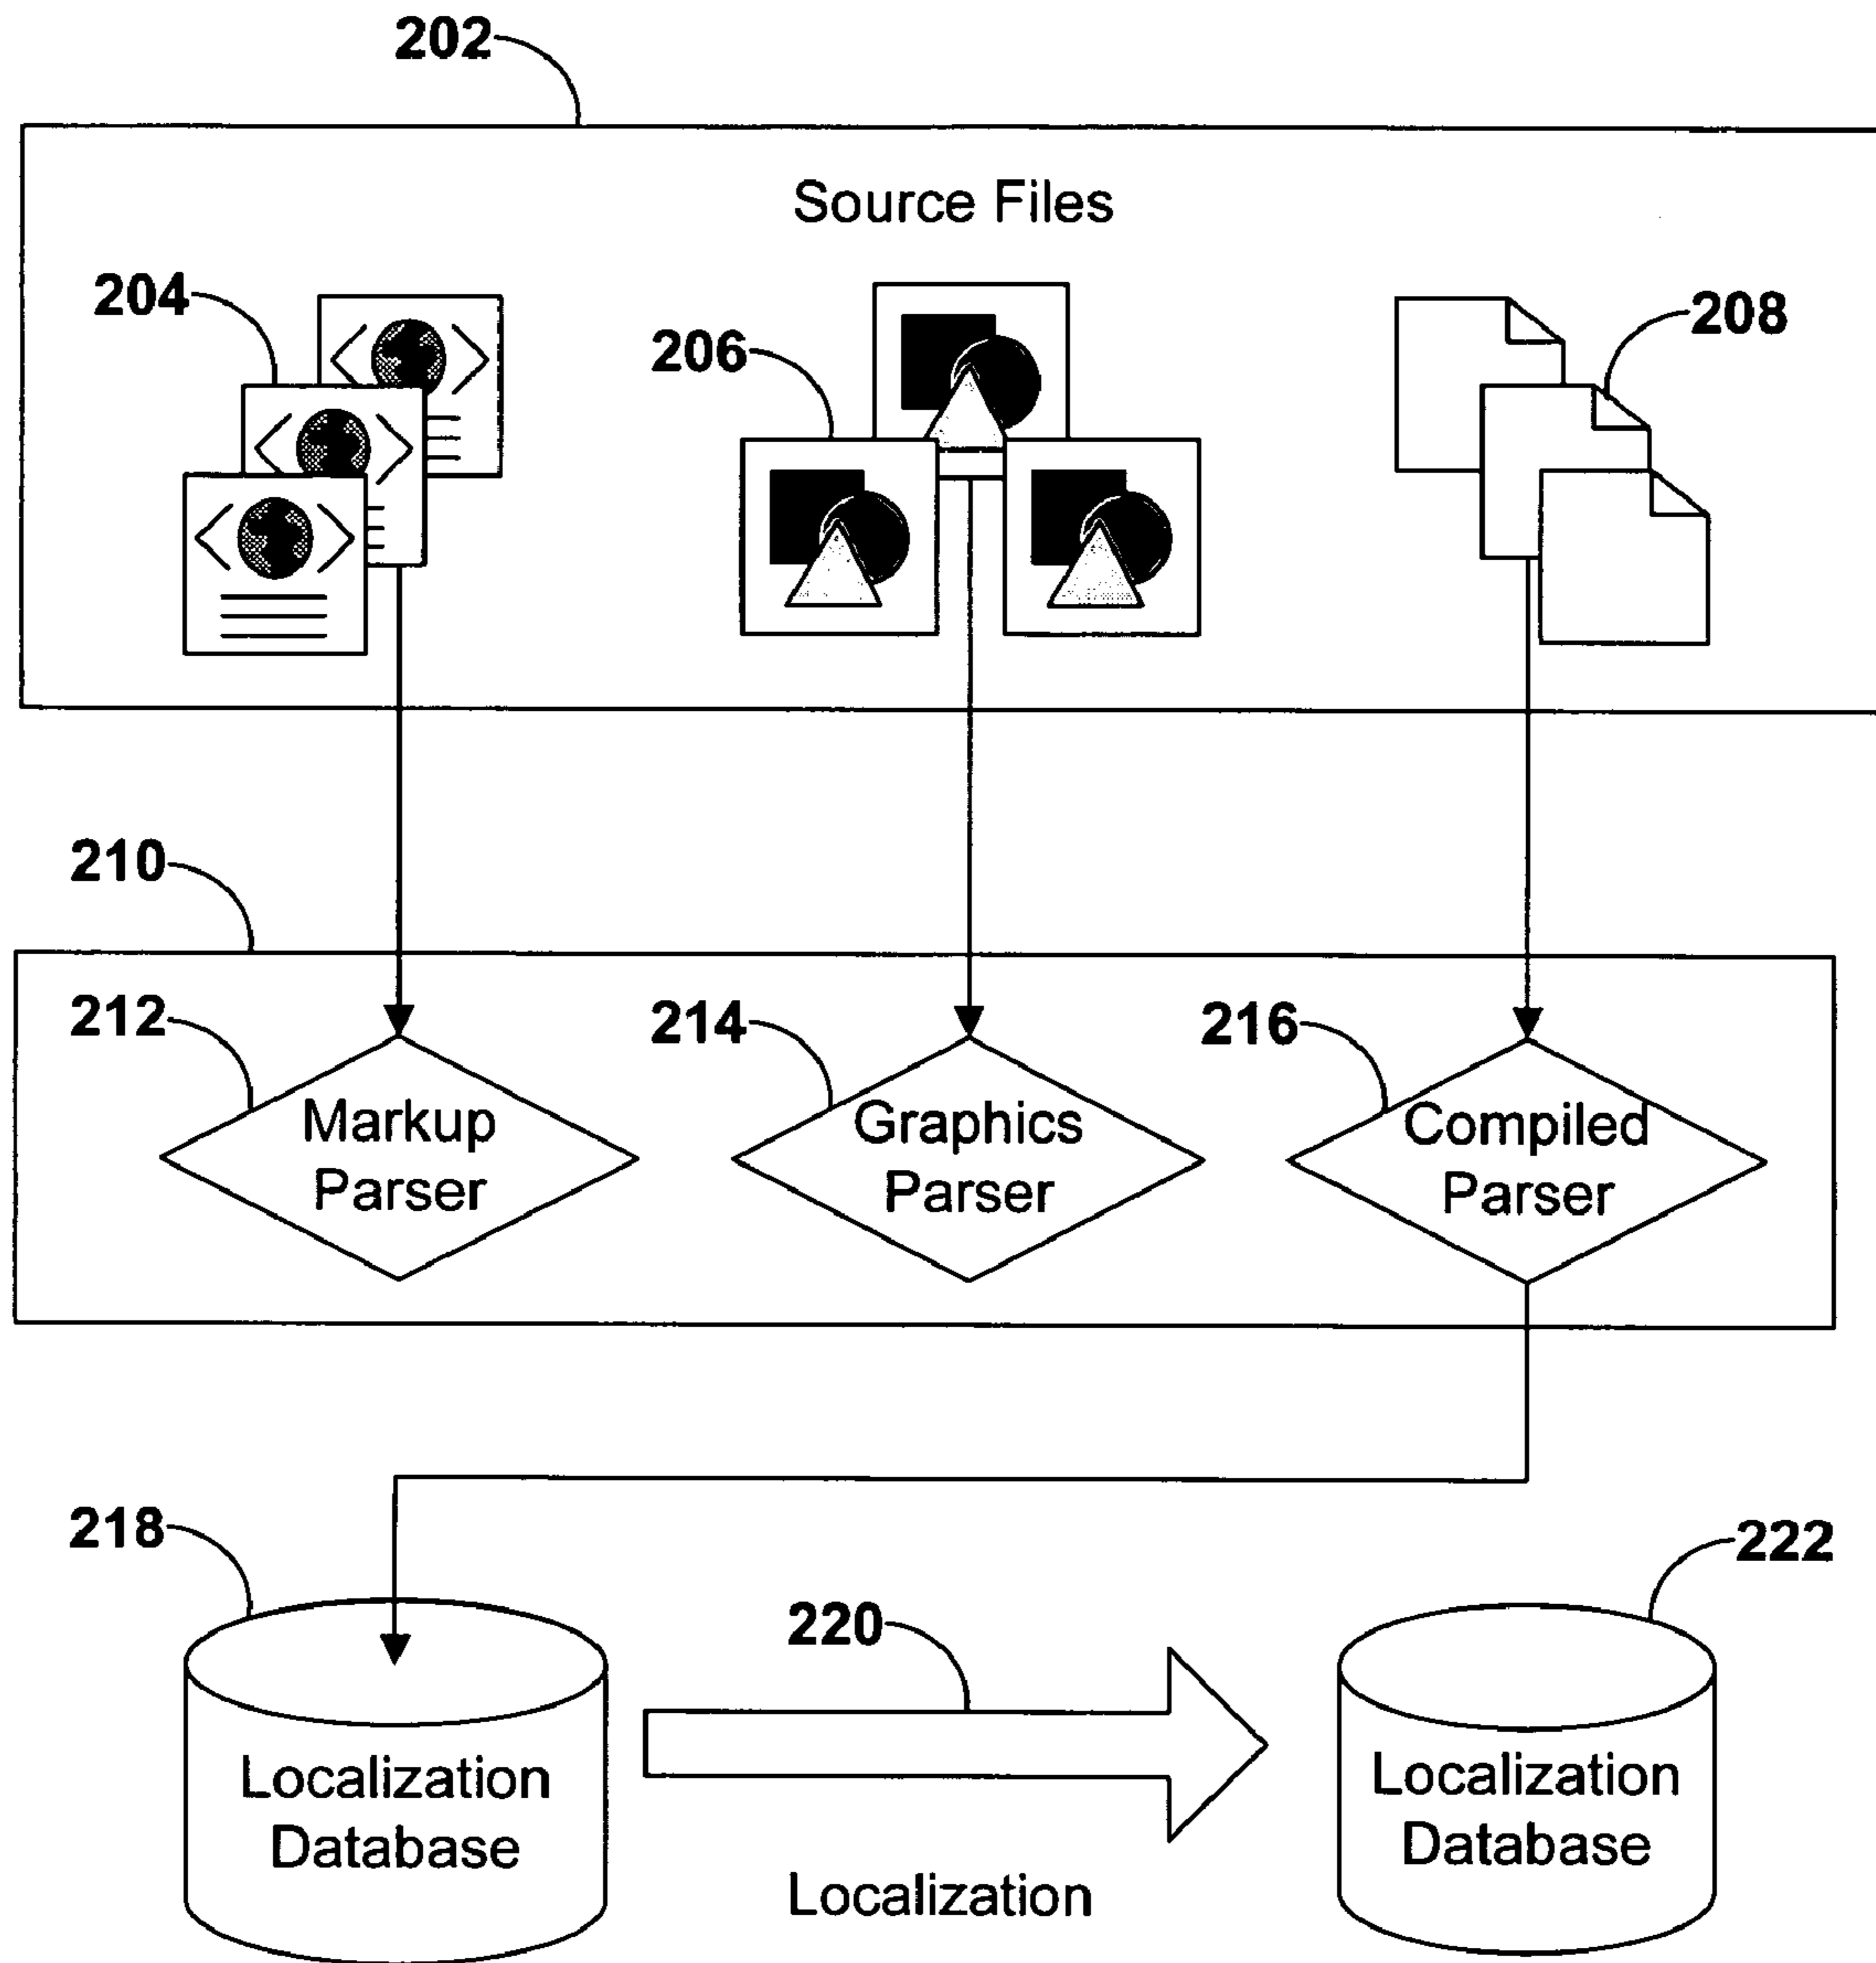 202
Source Files
204
206
208
210
212
214
216
Markup
Parser
Graphics
Parser
Compiled
Parser
218
220
222
Localization
Database
Localization
Localization
Database